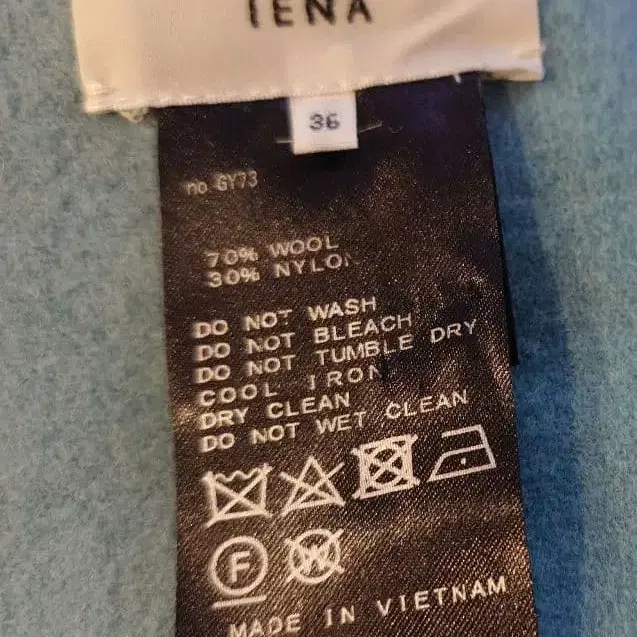 IENA
36
no GY73
70% WOOL
30% NYLON
DO NOT WASH
DO NOT BLEACH
DO NOT TUMBLE DRY
COOL IRON
DRY CLEAN
DO NOT WET CLEAN
F W
MADE IN VIETNAM